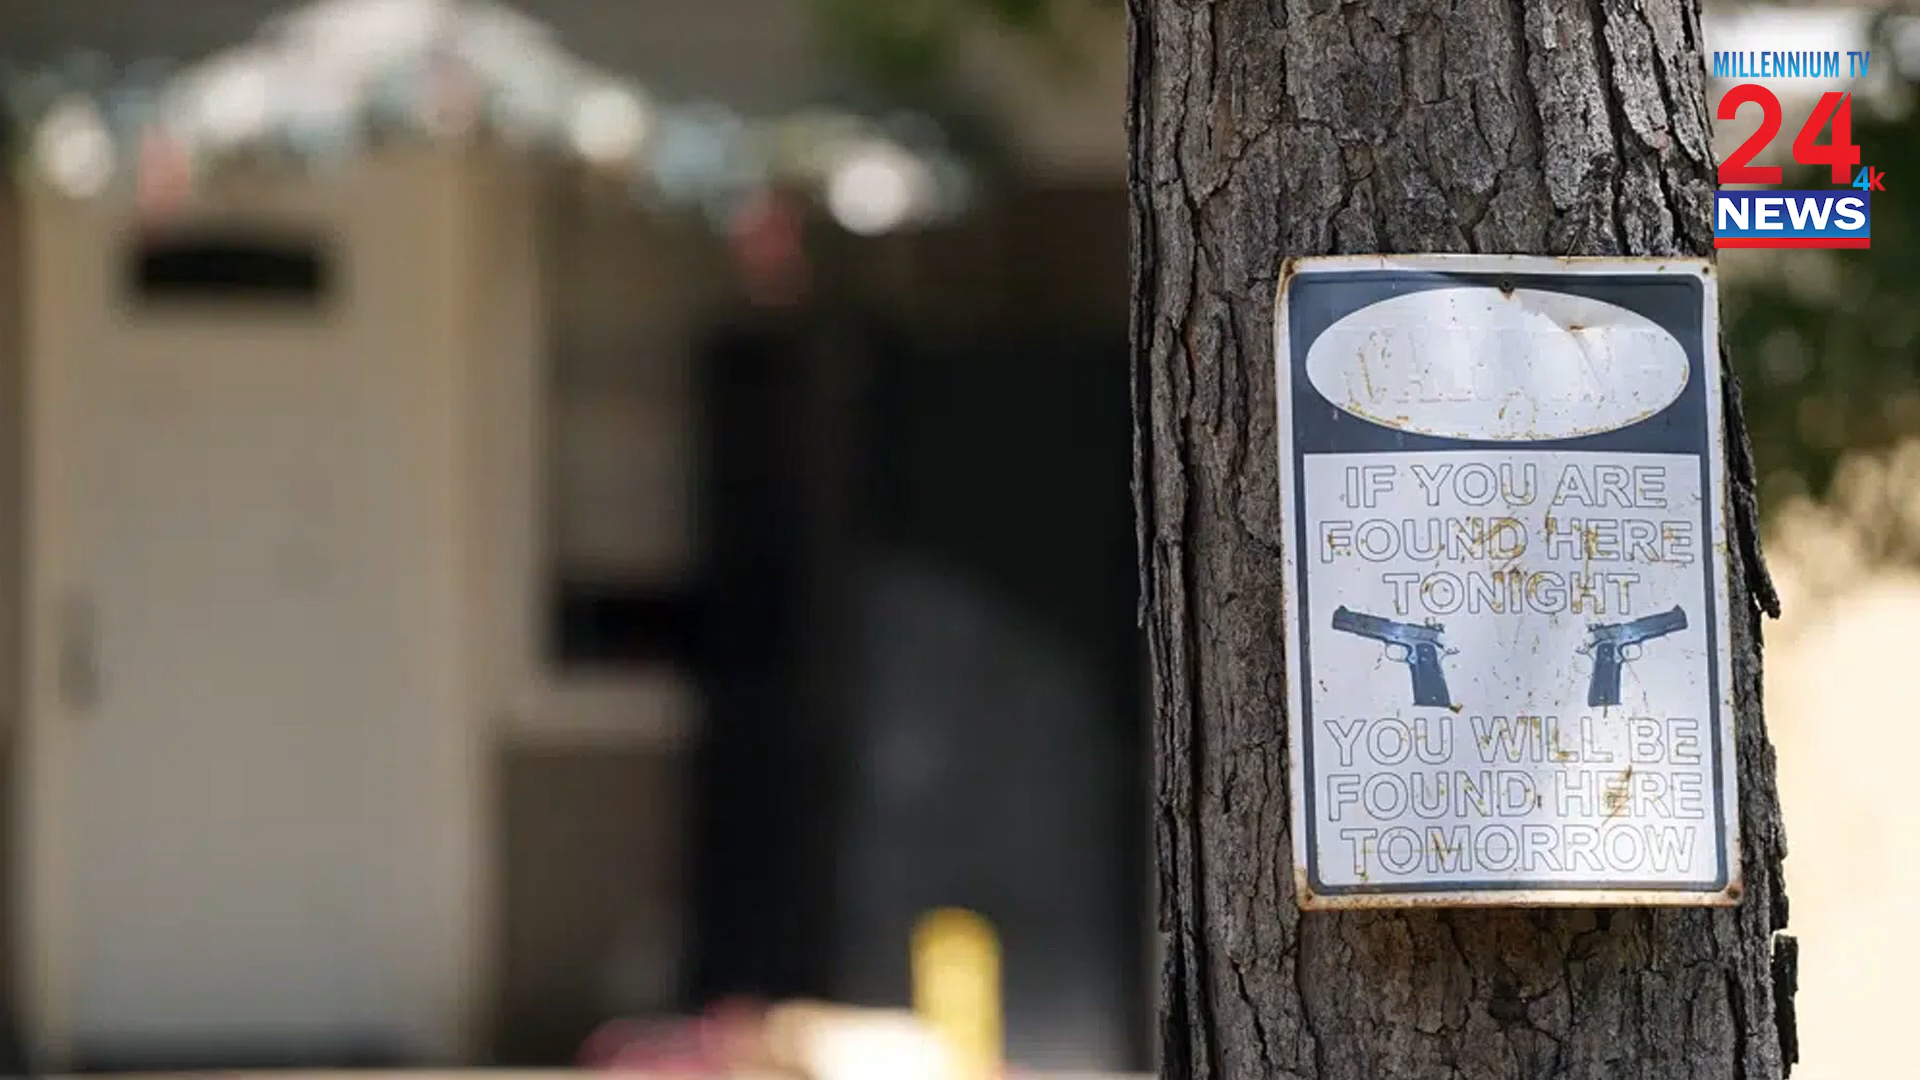 MILLENNIUM TV
24
4k
NEWS
IF YOU ARE
FOUND HERE
TONIGHT
YOU WILL BE
FOUND HERE
TOMORROW